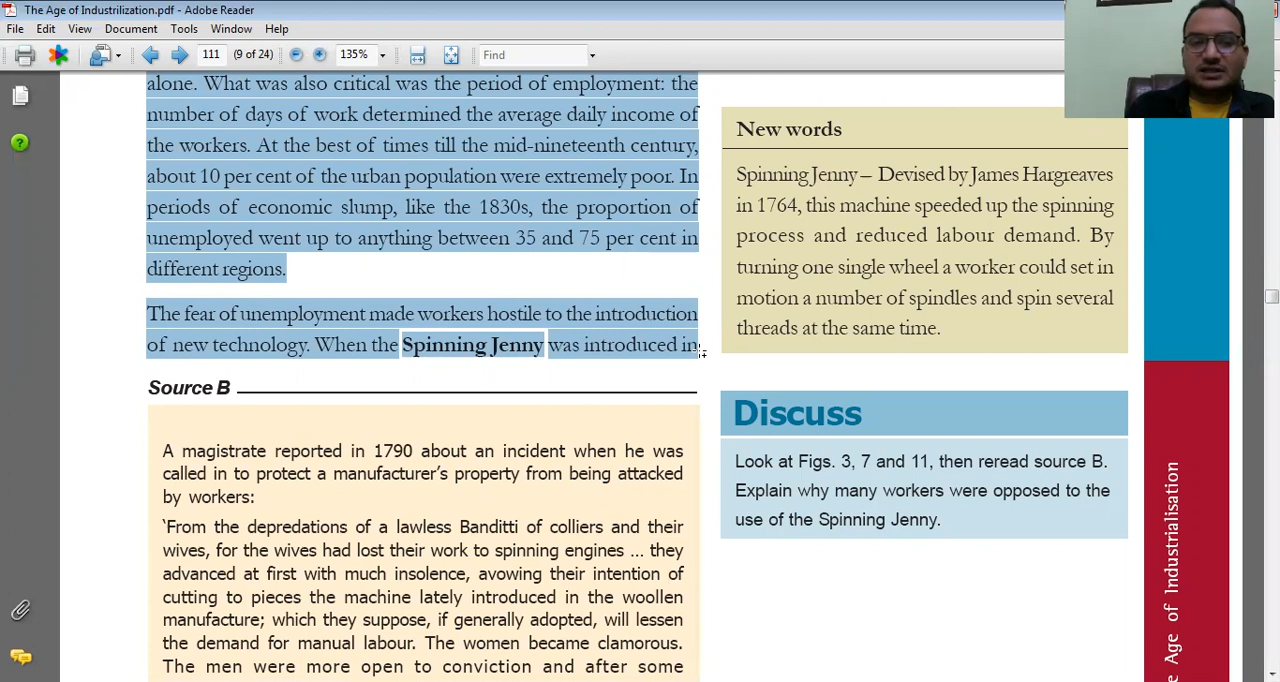 The Age of Industrilization.pdf - Adobe Reader
File Edit View Document Tools Window Help
111 (9 of 24) 135% Find
alone. What was also critical was the period of employment: the
number of days of work determined the average daily income of
the workers. At the best of times till the mid-nineteenth century,
about 10 per cent of the urban population were extremely poor. In
periods of economic slump, like the 1830s, the proportion of
unemployed went up to anything between 35 and 75 per cent in
different regions.
The fear of unemployment made workers hostile to the introduction
of new technology. When the Spinning Jenny was introduced in
Source B
A magistrate reported in 1790 about an incident when he was
called in to protect a manufacturer’s property from being attacked
by workers:
‘From the depredations of a lawless Banditti of colliers and their
wives, for the wives had lost their work to spinning engines ... they
advanced at first with much insolence, avowing their intention of
cutting to pieces the machine lately introduced in the woollen
manufacture; which they suppose, if generally adopted, will lessen
the demand for manual labour. The women became clamorous.
The men were more open to conviction and after some
New words
Spinning Jenny – Devised by James Hargreaves
in 1764, this machine speeded up the spinning
process and reduced labour demand. By
turning one single wheel a worker could set in
motion a number of spindles and spin several
threads at the same time.
Discuss
Look at Figs. 3, 7 and 11, then reread source B.
Explain why many workers were opposed to the
use of the Spinning Jenny.
e Age of Industrialisation